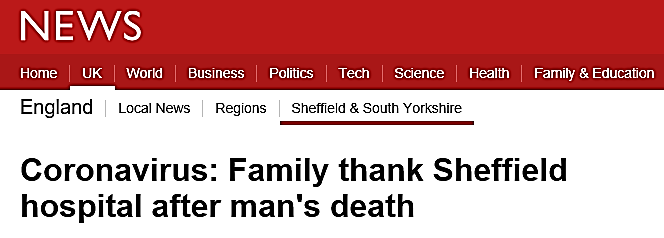 NEWS
Home UK World Business Politics Tech Science Health Family & Education
England Local News Regions Sheffield & South Yorkshire
Coronavirus: Family thank Sheffield
hospital after man's death